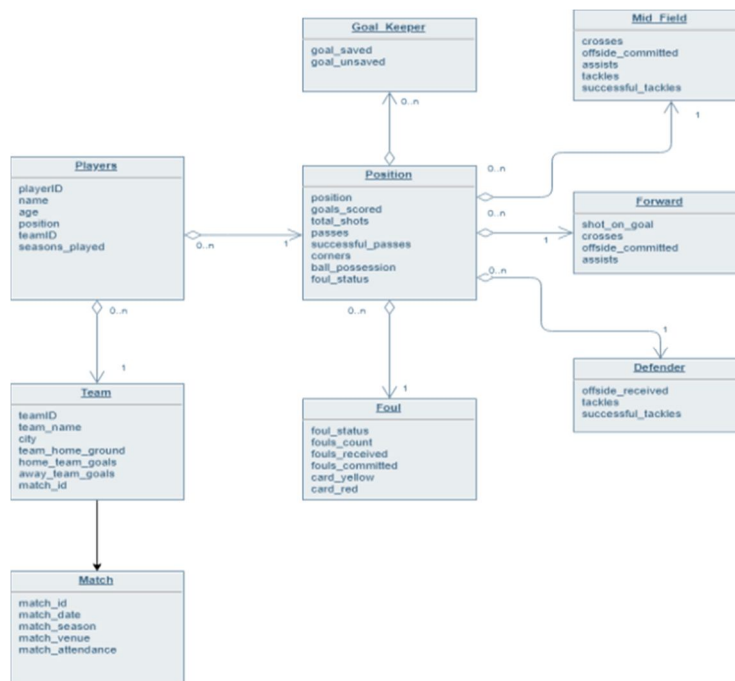 Goal_Keeper
goal_saved
goal_unsaved
0..n
Mid_Field
crosses
offside_committed
assists
tackles
successful_tackles
1
Players
playerID
name
age
position
teamID
seasons_played
0..n
1
Position
position
goals_scored
total_shots
passes
successful_passes
corners
ball_possession
foul_status
0..n
0..n
1
Forward
shot_on_goal
crosses
offside_committed
assists
0..n
1
Defender
offside_received
tackles
successful_tackles
0..n
1
Team
teamID
team_name
city
team_home_ground
home_team_goals
away_team_goals
match_id
0..n
1
Foul
foul_status
fouls_count
fouls_received
fouls_committed
card_yellow
card_red
Match
match_id
match_date
match_season
match_venue
match_attendance